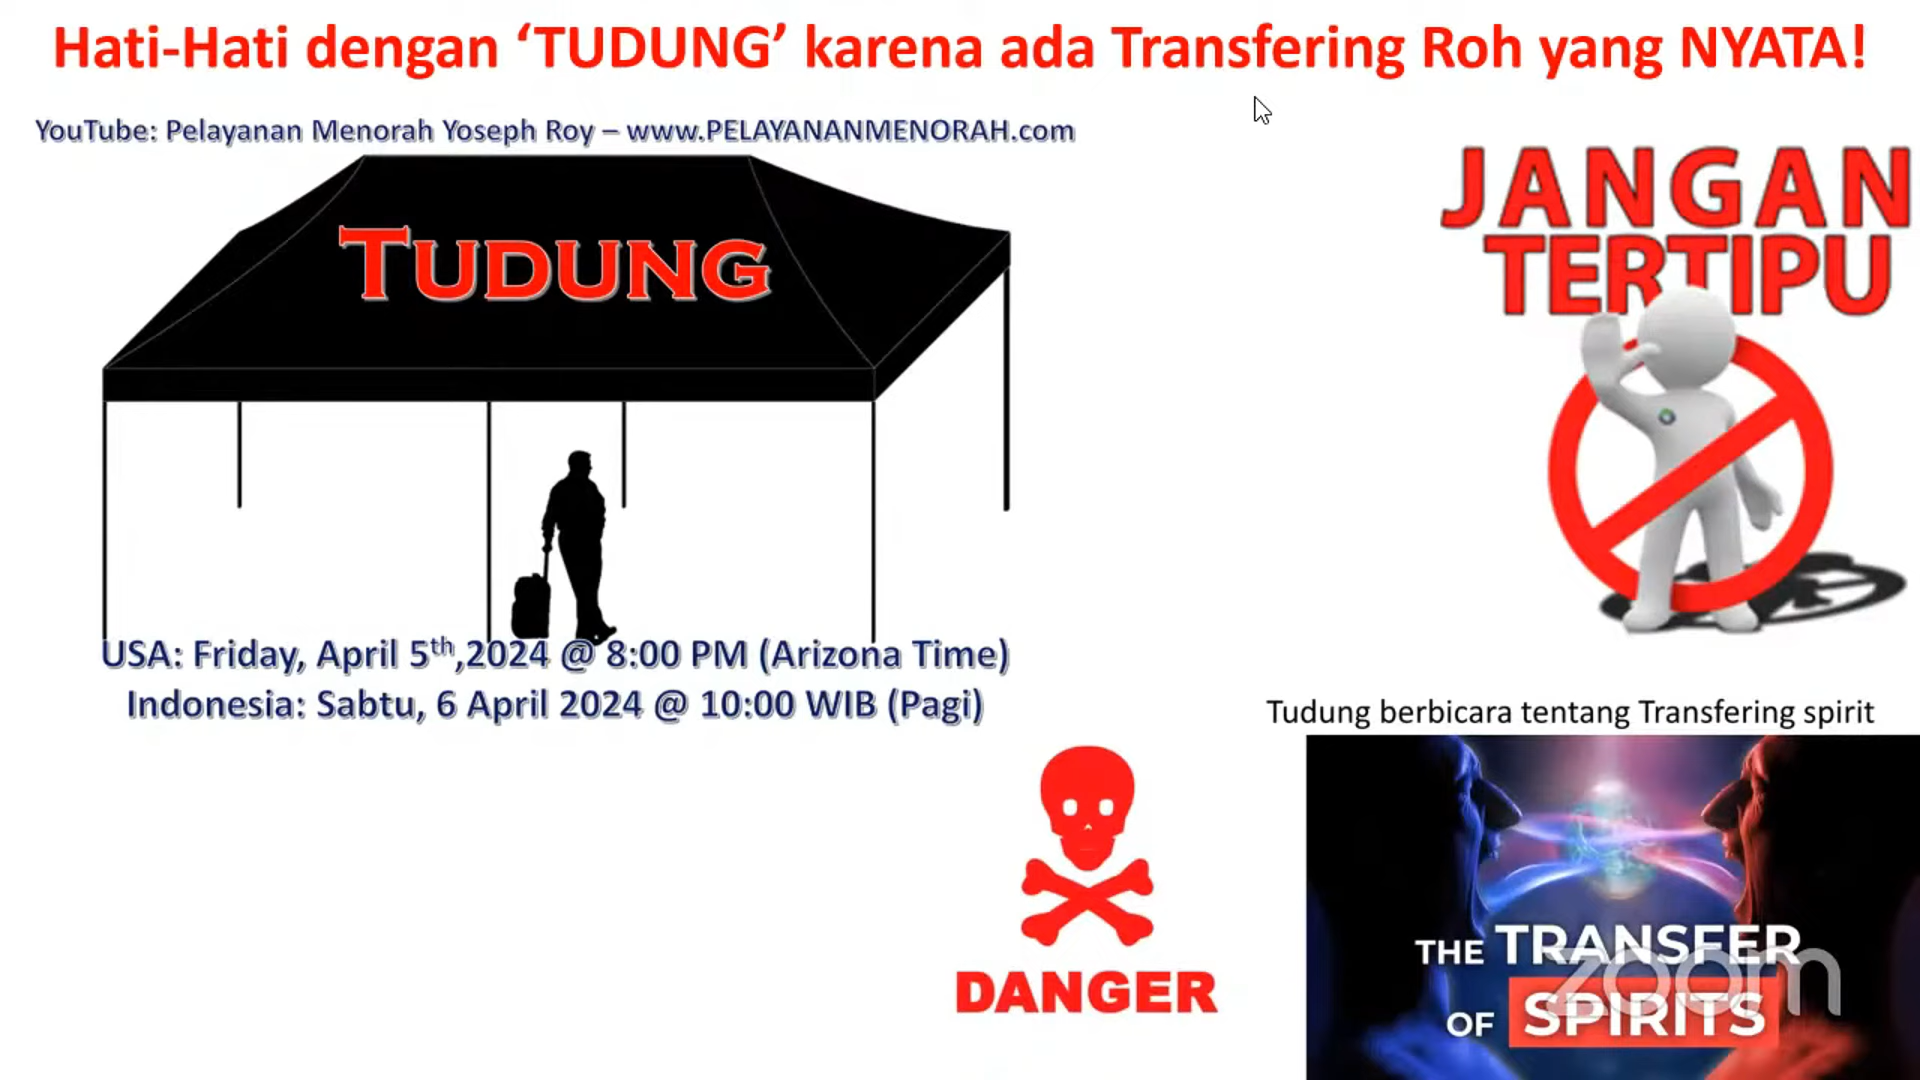 Hati-Hati dengan ‘TUDUNG’ karena ada Transfering Roh yang NYATA!
YouTube: Pelayanan Menorah Yoseph Roy – www.PELAYANANMENORAH.com
TUDUNG
JANGAN
TERTIPU
USA: Friday, April 5th,2024 @ 8:00 PM (Arizona Time)
Indonesia: Sabtu, 6 April 2024 @ 10:00 WIB (Pagi)
Tudung berbicara tentang Transfering spirit
DANGER
THE TRANSFER
OF SPIRITS
zoom